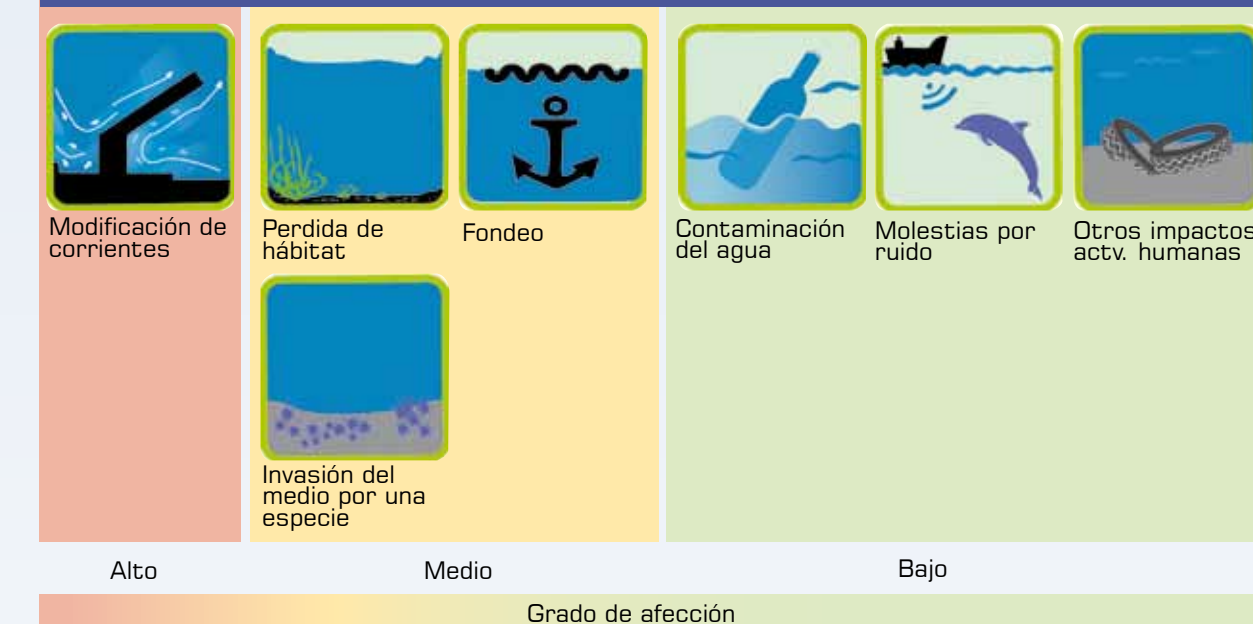 Modificación de
corrientes
Perdida de
hábitat
Fondeo
Invasión del
medio por una
especie
Contaminación
del agua
Molestias por
ruido
Otros impactos
actv. humanas
Alto
Medio
Bajo
Grado de afección